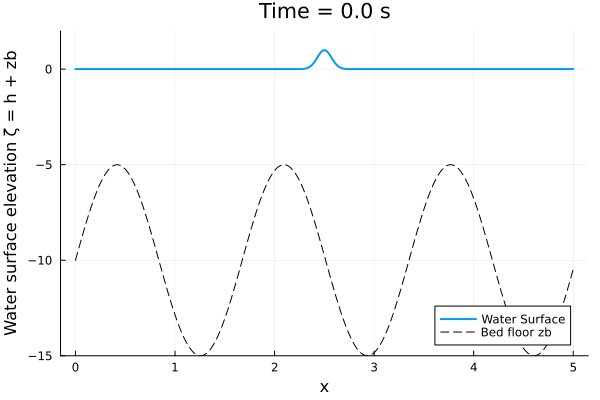 Time = 0.0 s
Water surface elevation ζ = h + zb
0
−5
−10
−15
Water Surface
Bed floor zb
0 1 2 3 4 5
x